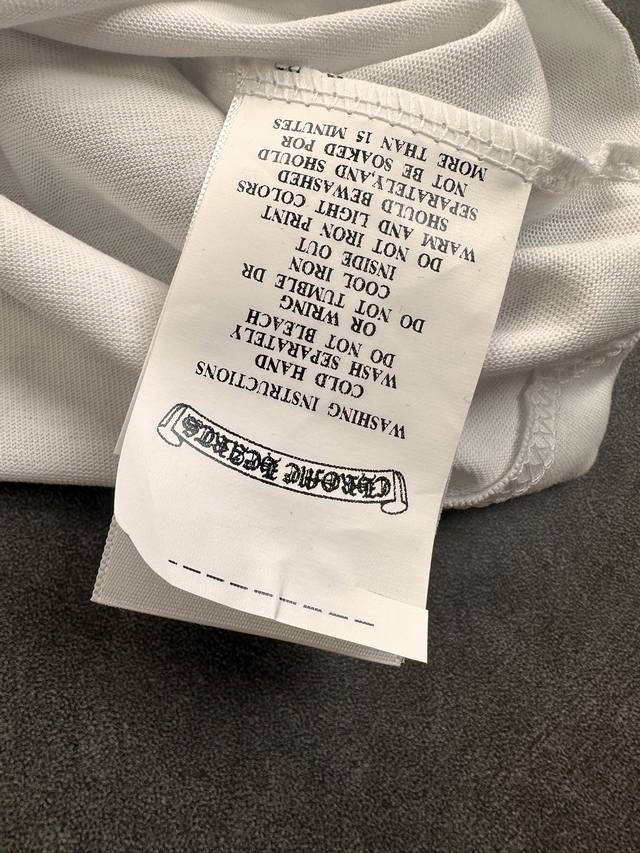 CHROME HEARTS
WASHING INSTRUCTIONS
COLD HAND
WASH SEPARATELY
DO NOT BLEACH
OR WRING
DO NOT TUMBLE DR
COOL IRON
INSIDE OUT
DO NOT IRON PRINT
WARM AND LIGHT COLORS
SHOULD BEWASHED
SEPARATELY,AND SHOULD
NOT BE SOAKED FOR
MORE THAN 15 MINUTES